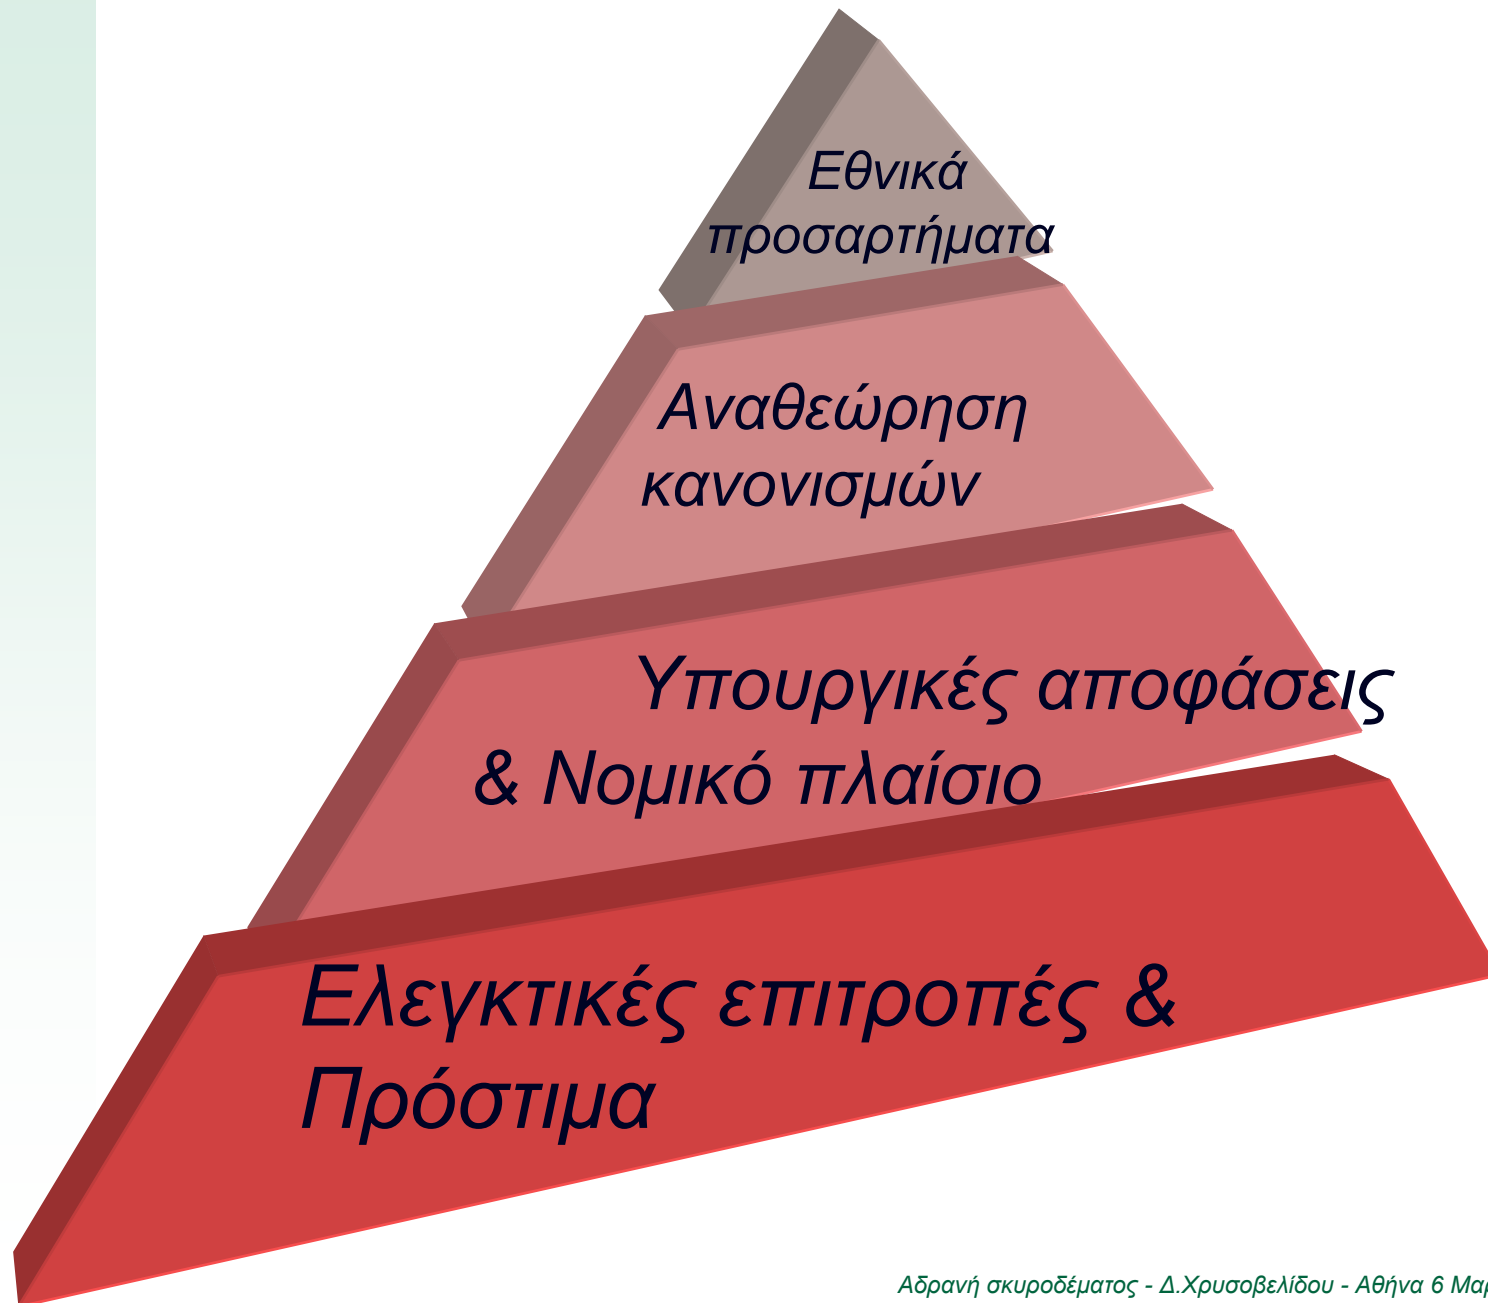 Εθνικά
προσαρτήματα
Αναθεώρηση
κανονισμών
Υπουργικές αποφάσεις
& Νομικό πλαίσιο
Ελεγκτικές επιτροπές &
Πρόστιμα
Αδρανή σκυροδέματος - Δ.Χρυσοβελίδου - Αθήνα 6